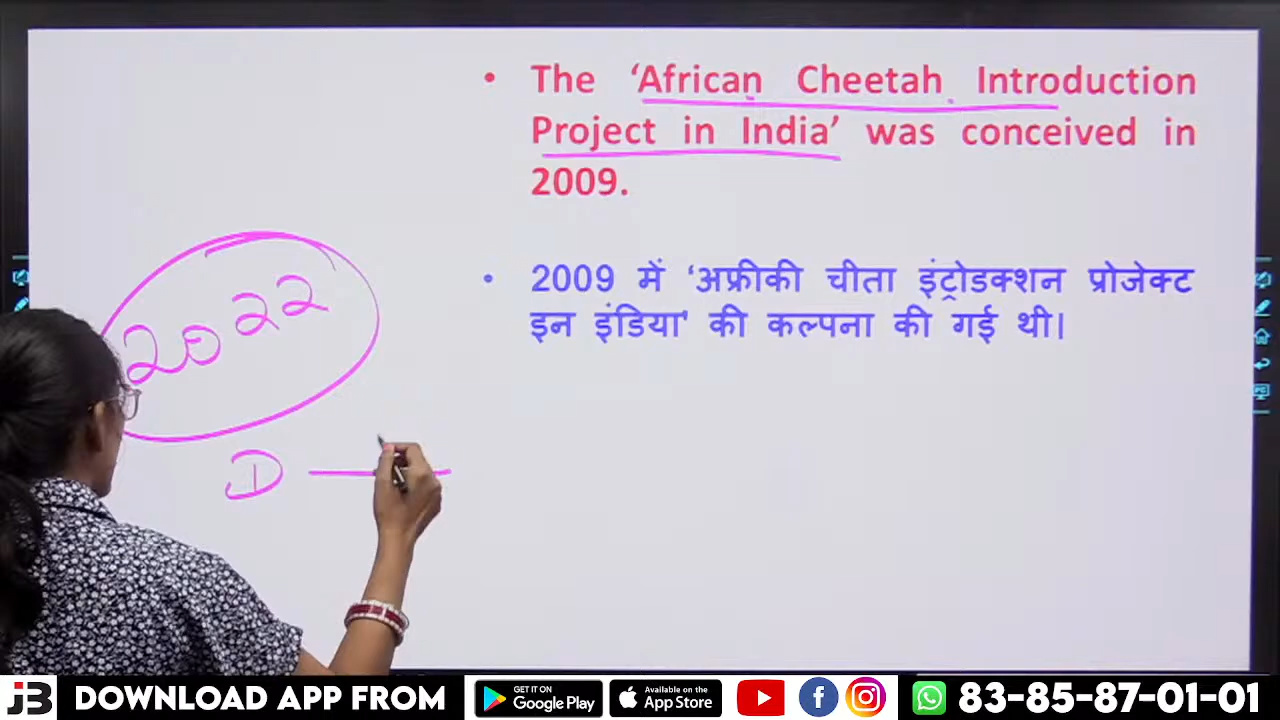 • The ‘African Cheetah Introduction
Project in India’ was conceived in
2009.
• 2009 में ‘अफ्रीकी चीता इंट्रोडक्शन प्रोजेक्ट
इन इंडिया' की कल्पना की गई थी।
2022
D
JB DOWNLOAD APP FROM GET IT ON Google Play Available on the App Store 83-85-87-01-01